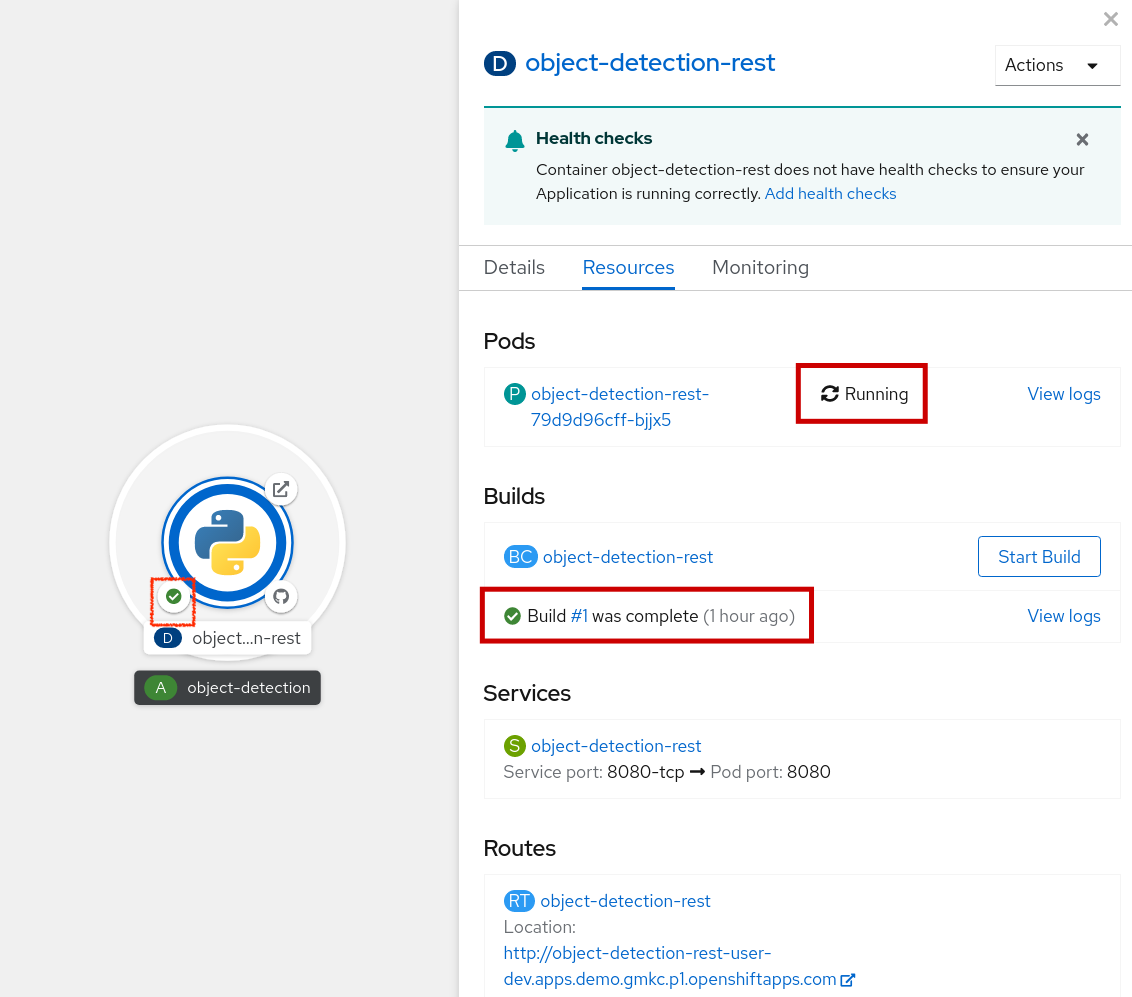 D object-detection-rest
Actions
Health checks
Container object-detection-rest does not have health checks to ensure your
Application is running correctly. Add health checks
Details Resources Monitoring
Pods
P object-detection-rest-
79d9d96cff-bjjx5
Running
View logs
Builds
BC object-detection-rest
Start Build
Build #1 was complete (1 hour ago)
View logs
Services
S object-detection-rest
Service port: 8080-tcp ➞ Pod port: 8080
Routes
RT object-detection-rest
Location:
http://object-detection-rest-user-
dev.apps.demo.gmkc.p1.openshiftapps.com
D object...n-rest
A object-detection